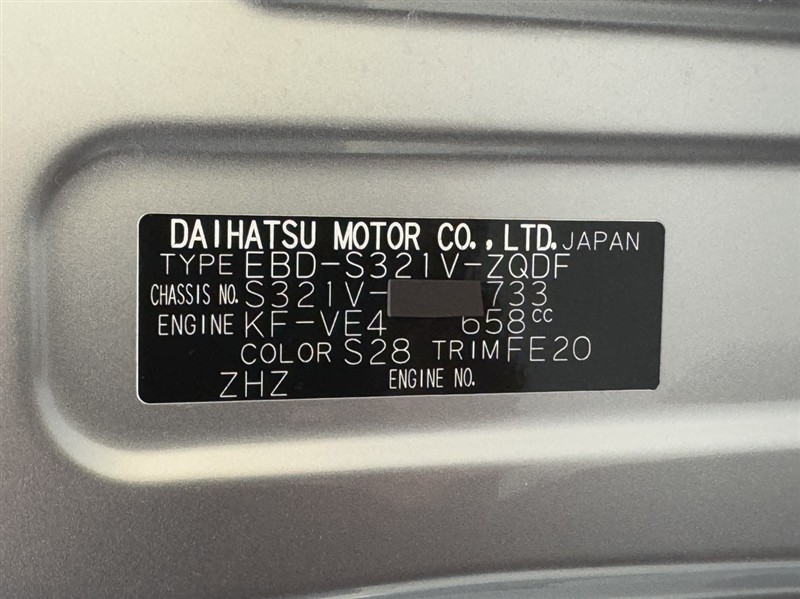 DAIHATSU MOTOR CO., LTD. JAPAN
TYPE EBD-S321V-ZQDF
CHASSIS NO. S321V- 733
ENGINE KF-VE4 658cc
COLOR S28 TRIM FE20
ZHZ ENGINE NO.